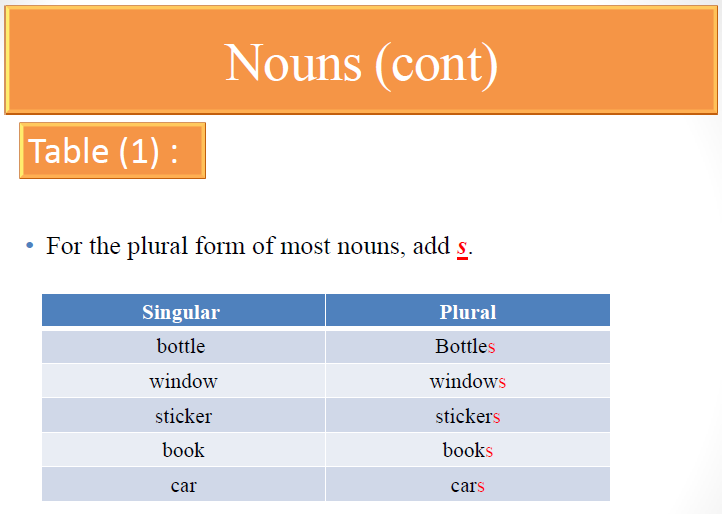 Nouns (cont)
Table (1) :
• For the plural form of most nouns, add s.
Singular Plural
bottle Bottles
window windows
sticker stickers
book books
car cars